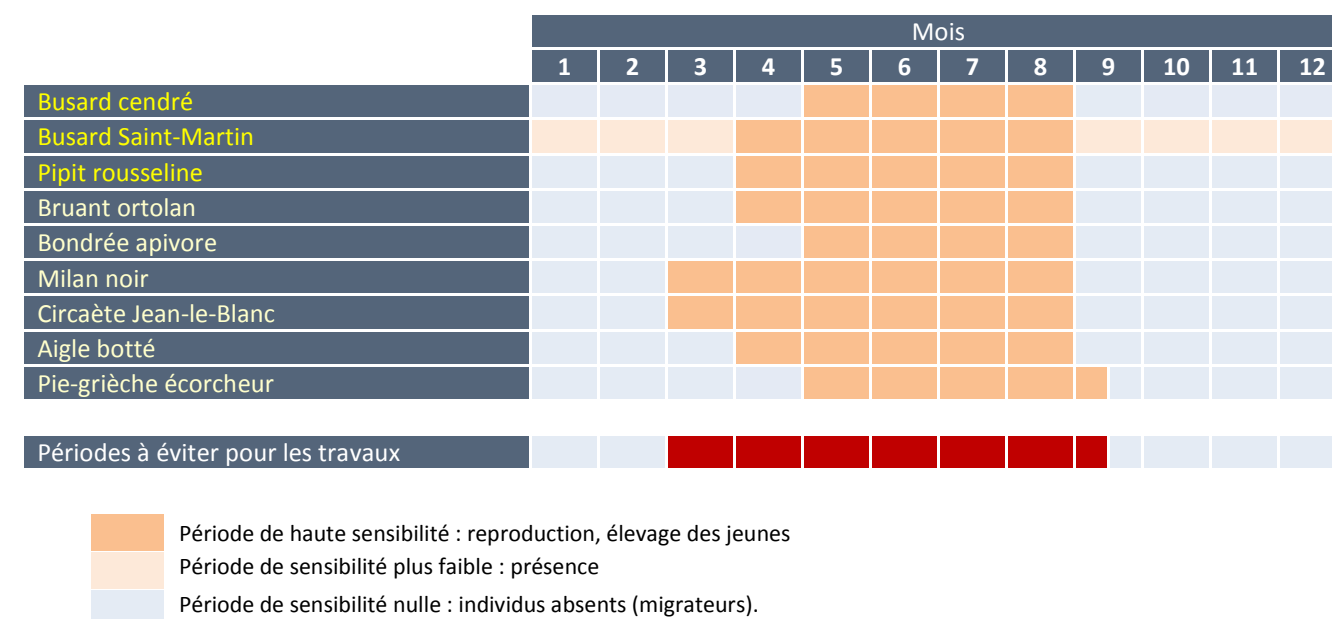 Mois
1 2 3 4 5 6 7 8 9 10 11 12
Busard cendré
Busard Saint-Martin
Pipit rousseline
Bruant ortolan
Bondrée apivore
Milan noir
Circaète Jean-le-Blanc
Aigle botté
Pie-grièche écorcheur
Périodes à éviter pour les travaux
Période de haute sensibilité : reproduction, élevage des jeunes
Période de sensibilité plus faible : présence
Période de sensibilité nulle : individus absents (migrateurs).